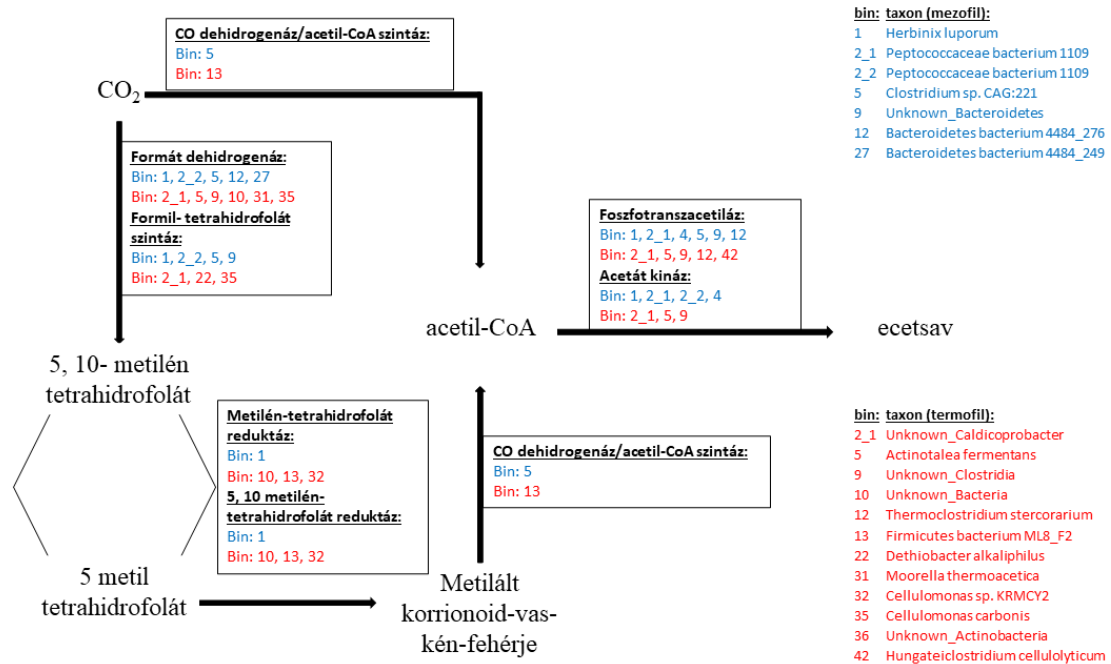 CO dehidrogenáz/acetil-CoA szintáz:
Bin: 5
Bin: 13
CO2
Formát dehidrogenáz:
Bin: 1, 2_2, 5, 12, 27
Bin: 2_1, 5, 9, 10, 31, 35
Formil- tetrahidrofolát
szintáz:
Bin: 1, 2_2, 5, 9
Bin: 2_1, 22, 35
Foszfotranszacetiláz:
Bin: 1, 2_1, 4, 5, 9, 12
Bin: 2_1, 5, 9, 12, 42
Acetát kináz:
Bin: 1, 2_1, 2_2, 4
Bin: 2_1, 5, 9
acetil-CoA
ecetsav
5, 10- metilén
tetrahidrofolát
Metilén-tetrahidrofolát
reduktáz:
Bin: 1
Bin: 10, 13, 32
5, 10 metilén-
tetrahidrofolát reduktáz:
Bin: 1
Bin: 10, 13, 32
CO dehidrogenáz/acetil-CoA szintáz:
Bin: 5
Bin: 13
5 metil
tetrahidrofolát
Metilált
korrionoid-vas-
kén-fehérje
bin: taxon (mezofil):
1 Herbinix luporum
2_1 Peptococcaceae bacterium 1109
2_2 Peptococcaceae bacterium 1109
5 Clostridium sp. CAG:221
9 Unknown_Bacteroidetes
12 Bacteroidetes bacterium 4484_276
27 Bacteroidetes bacterium 4484_249
bin: taxon (termofil):
2_1 Unknown_Caldicoprobacter
5 Actinotalea fermentans
9 Unknown_Clostridia
10 Unknown_Bacteria
12 Thermoclostridium stercorarium
13 Firmicutes bacterium ML8_F2
22 Dethiobacter alkaliphilus
31 Moorella thermoacetica
32 Cellulomonas sp. KRMCY2
35 Cellulomonas carbonis
36 Unknown_Actinobacteria
42 Hungateiclostridium cellulolyticum